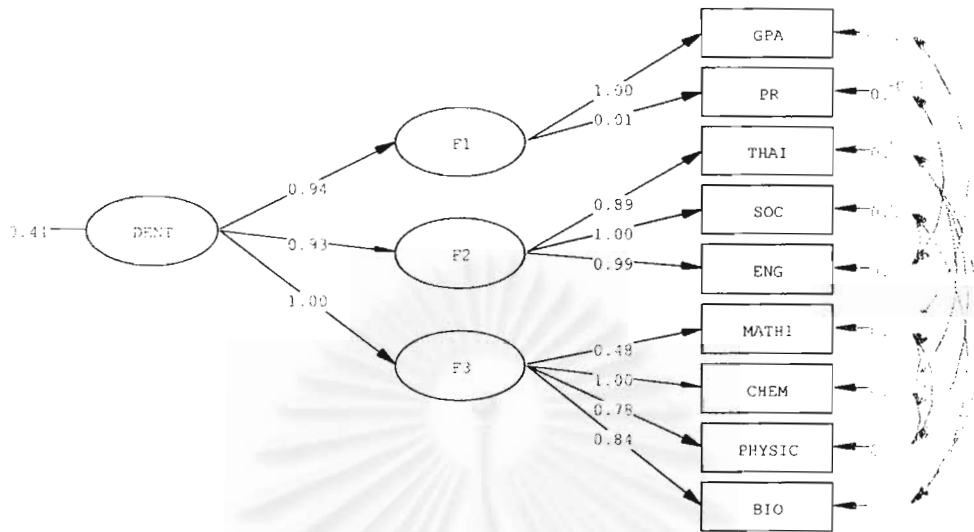 GPA
1.00
PR
0.01
F1
THAI
0.94
0.89
SOC
DENT
0.93
F2
1.00
ENG
0.99
1.00
MATH1
0.48
F3
1.00
CHEM
0.78
PHYSIC
0.84
BIO